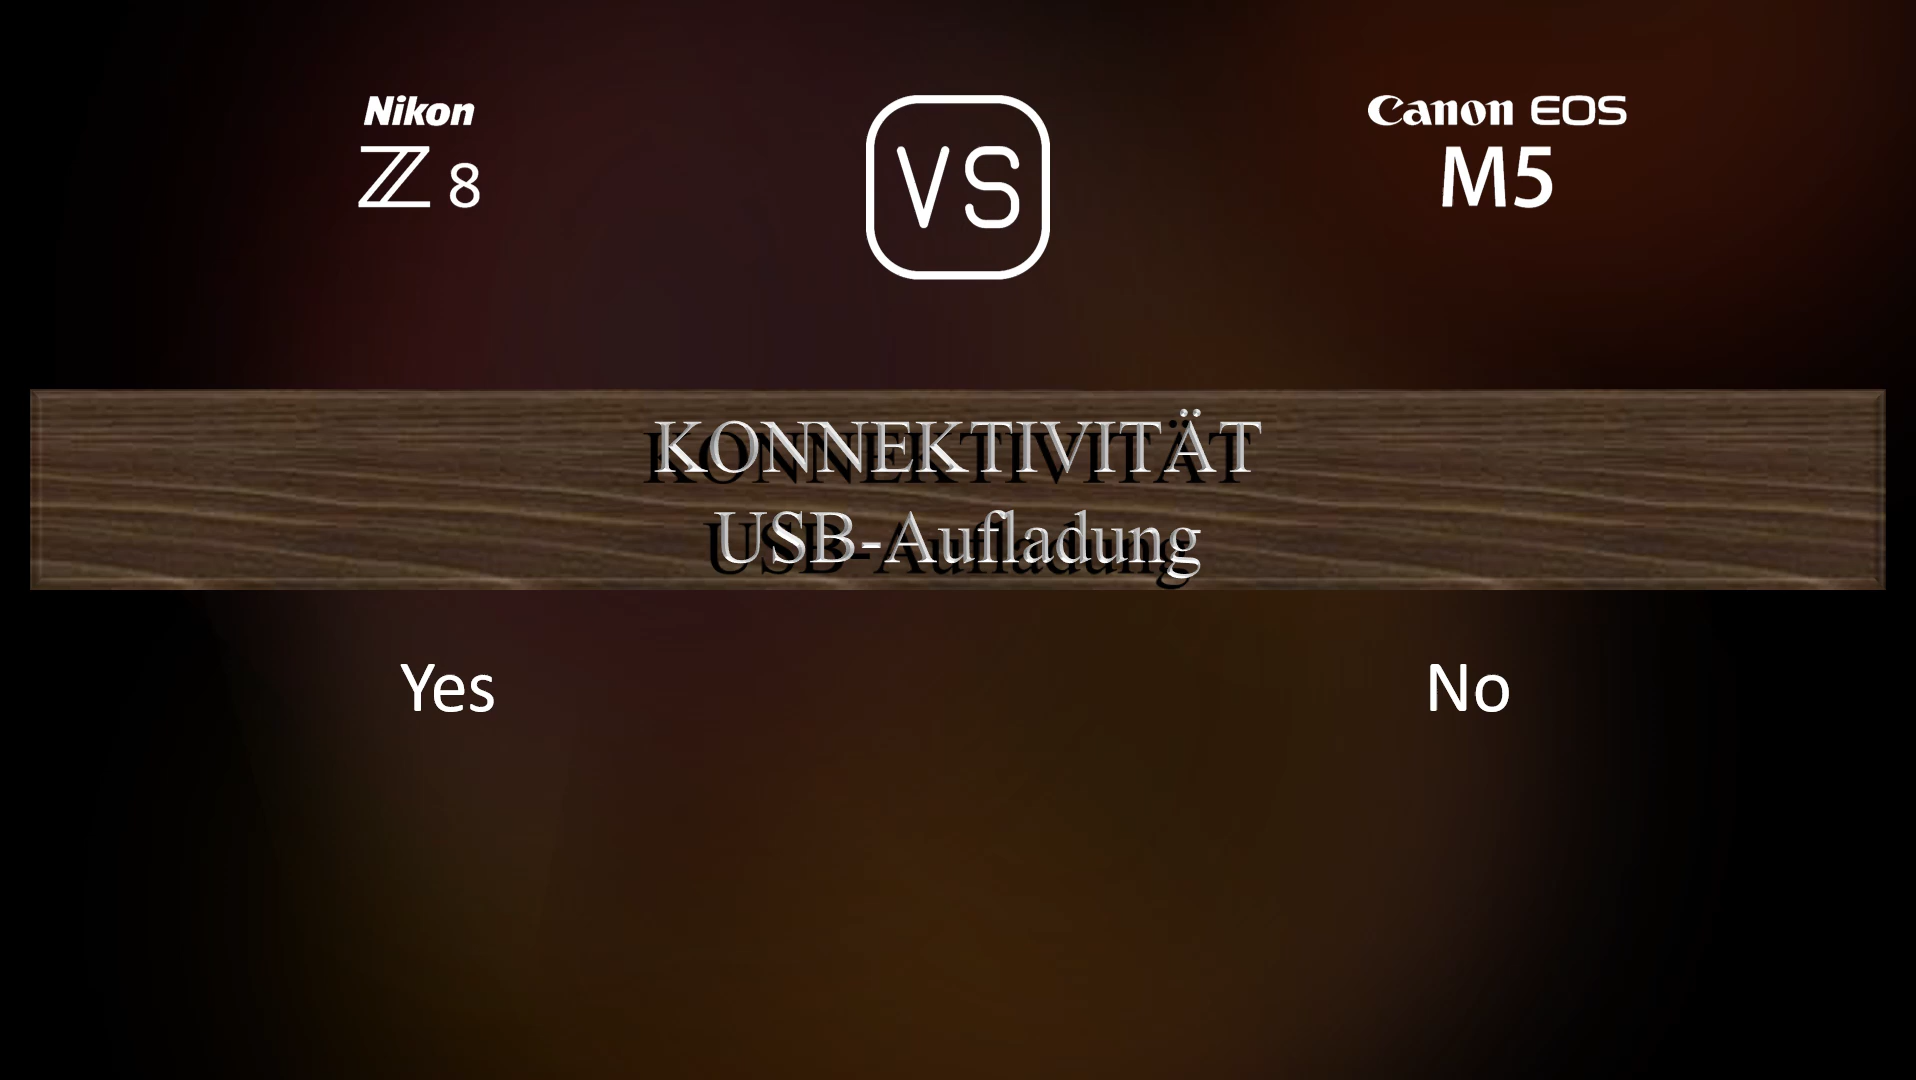 Nikon
Z 8
VS
Canon EOS
M5
KONNEKTIVITÄT
USB-Aufladung
Yes
No